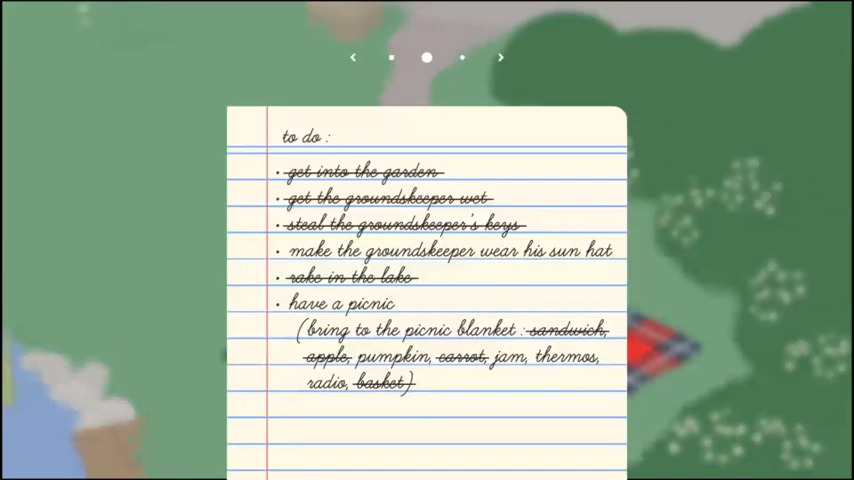 to do :
• get into the garden
• get the groundskeeper wet
• steal the groundskeeper's keys
• make the groundskeeper wear his sun hat
• rake in the lake
• have a picnic
(bring to the picnic blanket : sandwich,
apple, pumpkin, carrot, jam, thermos,
radio, basket)